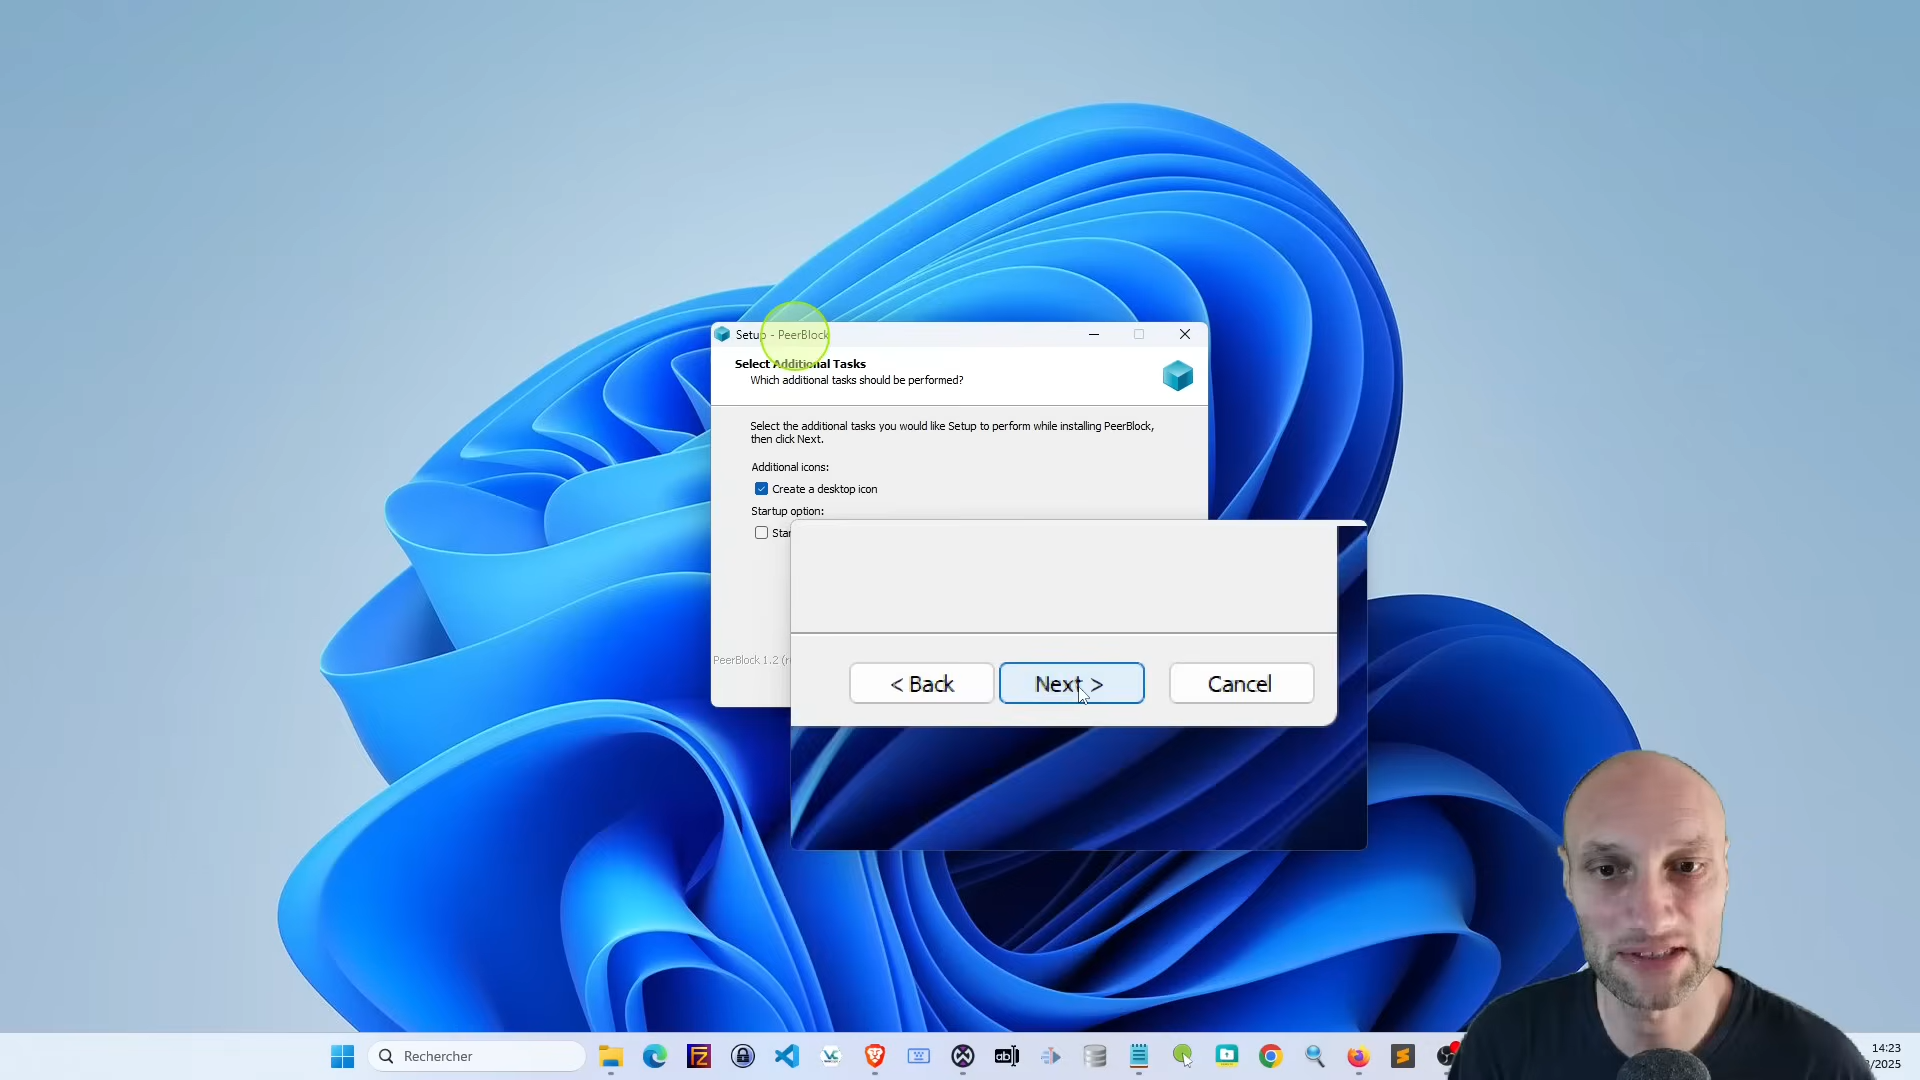 Setup - PeerBlock
Select Additional Tasks
Which additional tasks should be performed?
Select the additional tasks you would like Setup to perform while installing PeerBlock,
then click Next.
Additional icons:
Create a desktop icon
Startup option:
PeerBlock 1.2
< Back
Next >
Cancel
Rechercher
14:23
/2025